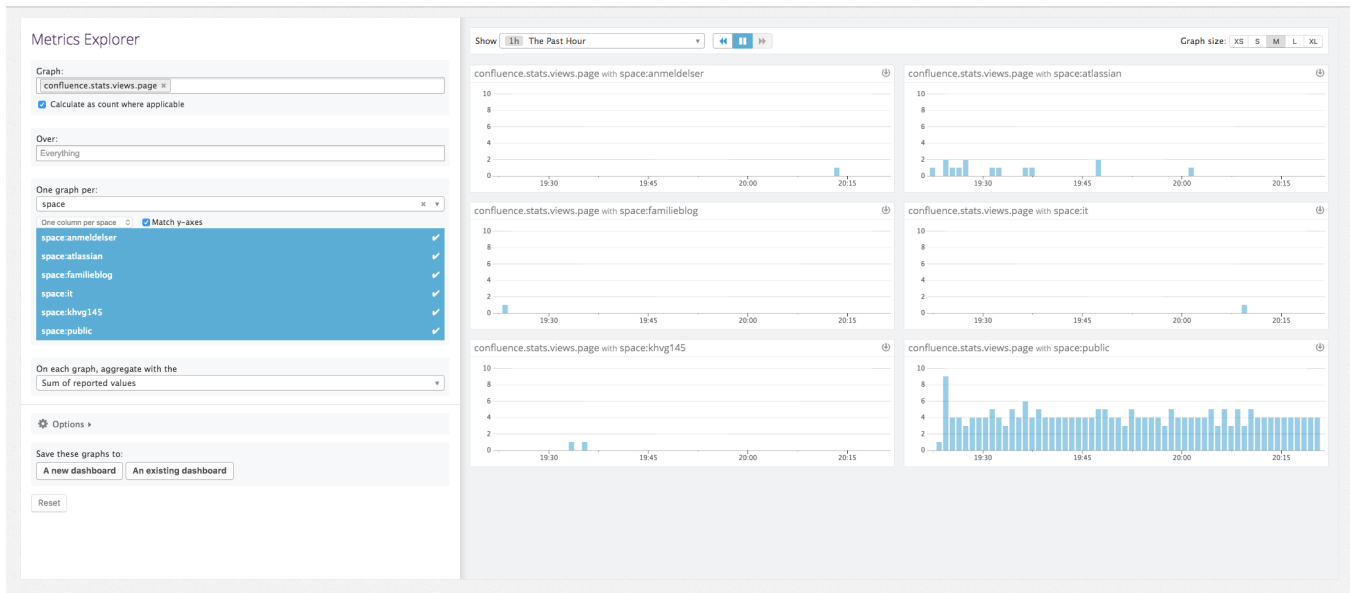 Metrics Explorer
Graph:
confluence.stats.views.page ×
Calculate as count where applicable
Over:
Everything
One graph per:
space
One column per space
Match y-axes
space:anmeldelser
space:atlassian
space:familieblog
space:it
space:khvg145
space:public
On each graph, aggregate with the
Sum of reported values
Options
Save these graphs to:
A new dashboard An existing dashboard
Reset
Show 1h The Past Hour
Graph size: XS S M L XL
confluence.stats.views.page with space:anmeldelser
10
8
6
4
2
0
19:30 19:45 20:00 20:15
confluence.stats.views.page with space:atlassian
10
8
6
4
2
0
19:30 19:45 20:00 20:15
confluence.stats.views.page with space:familieblog
10
8
6
4
2
0
19:30 19:45 20:00 20:15
confluence.stats.views.page with space:it
10
8
6
4
2
0
19:30 19:45 20:00 20:15
confluence.stats.views.page with space:khvg145
10
8
6
4
2
0
19:30 19:45 20:00 20:15
confluence.stats.views.page with space:public
10
8
6
4
2
0
19:30 19:45 20:00 20:15